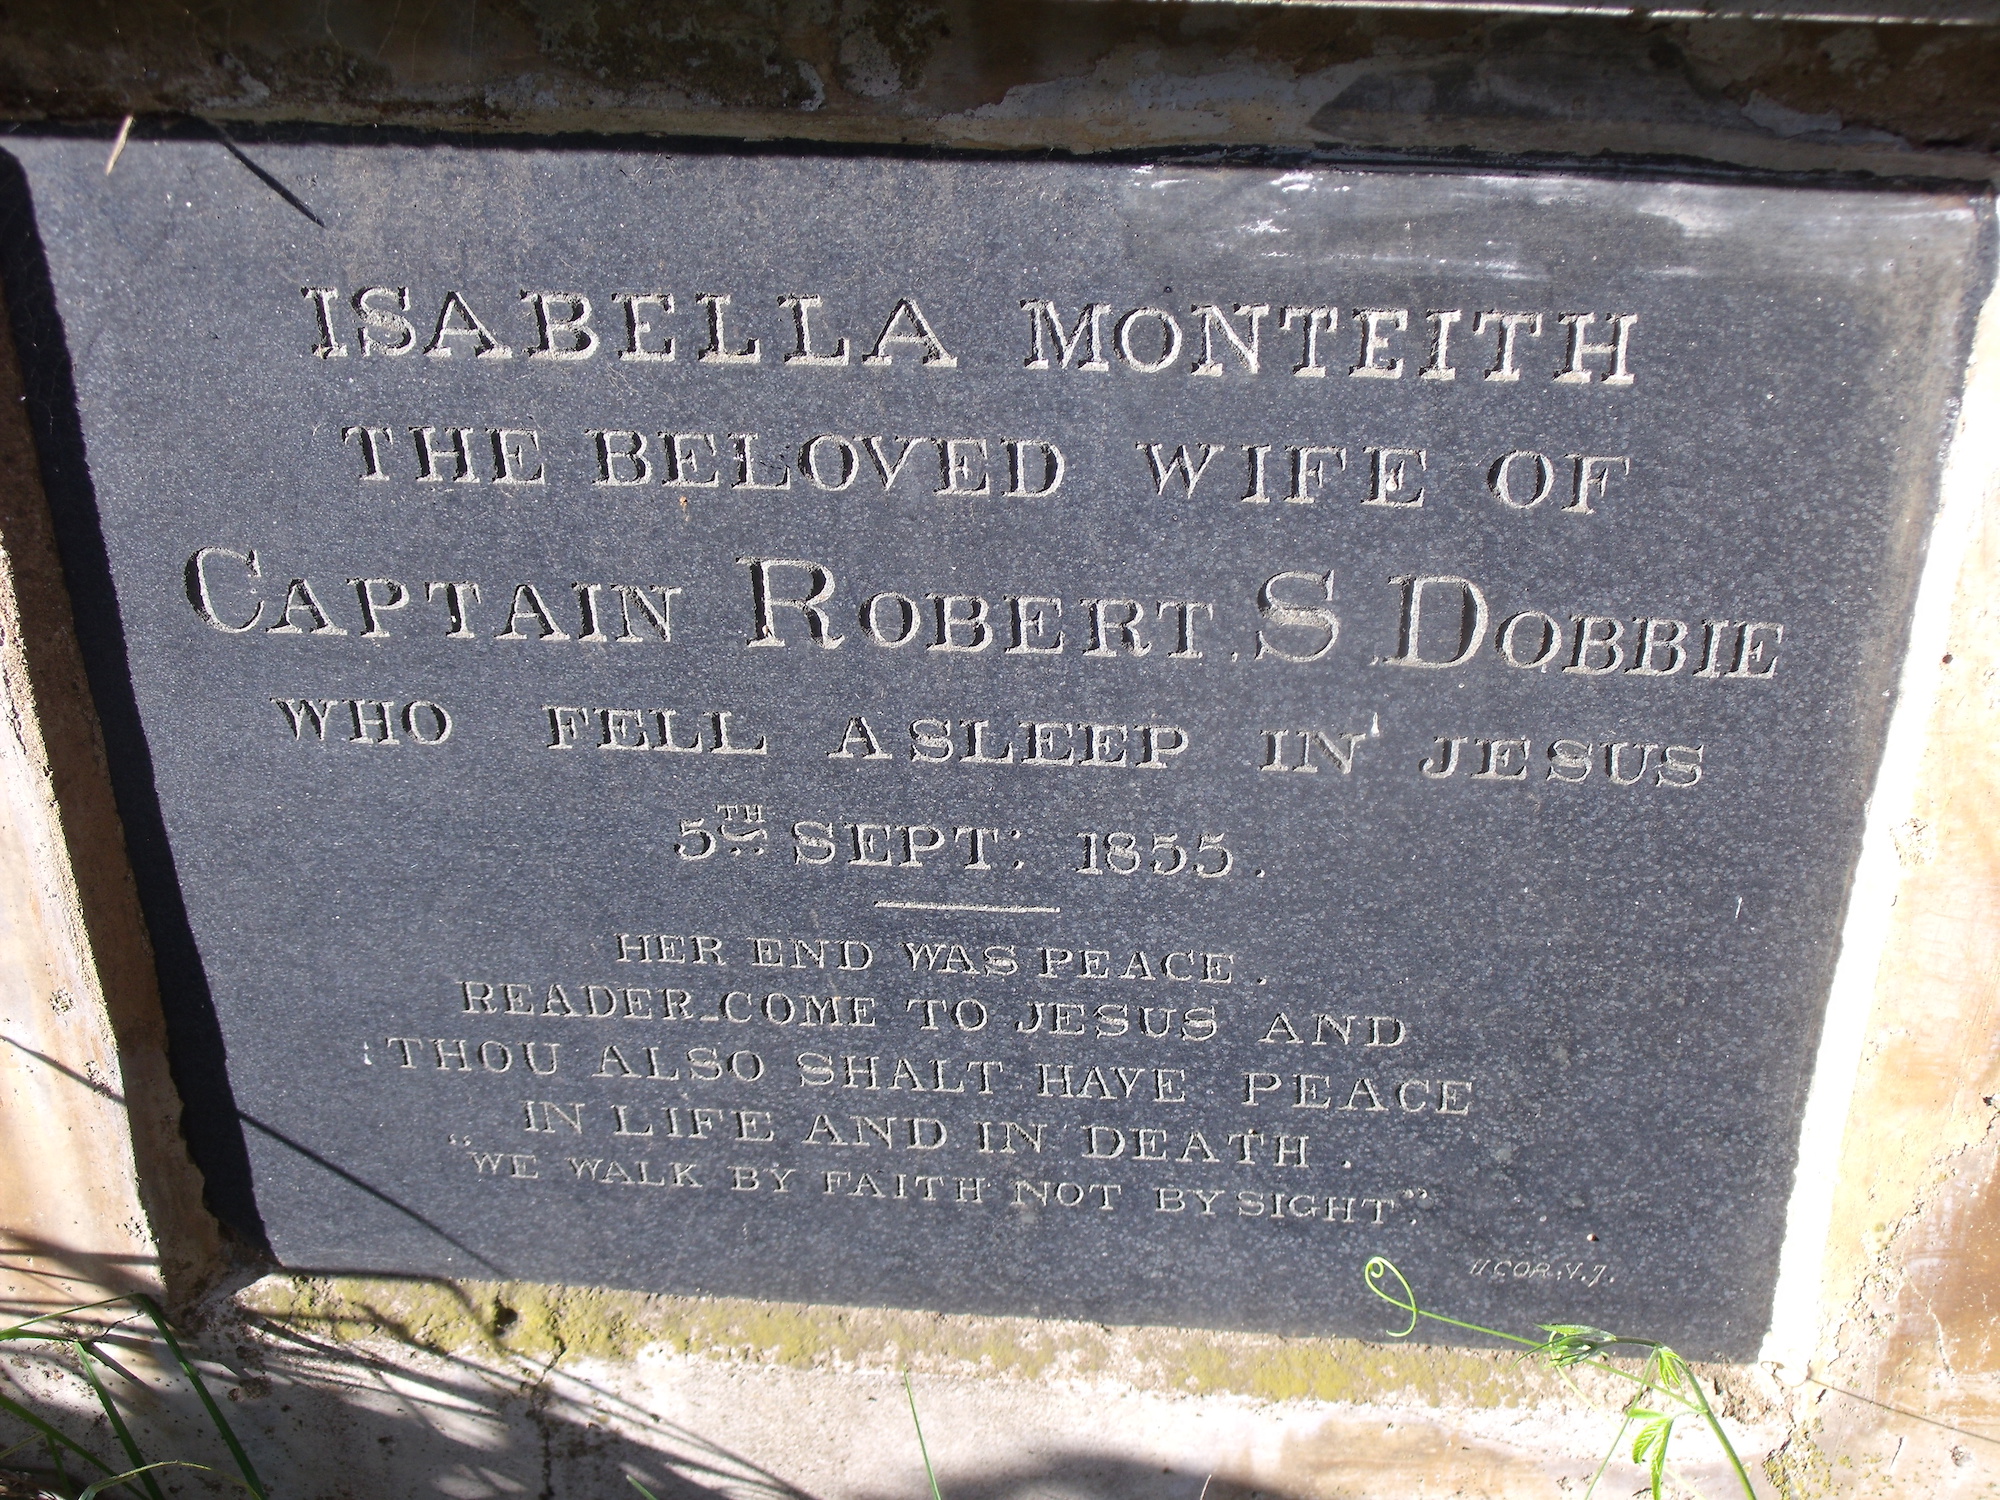 ISABELLA MONTEITH
THE BELOVED WIFE OF
CAPTAIN ROBERT. S. DOBBIE
WHO FELL ASLEEP IN JESUS
5TH SEPT: 1855.
HER END WAS PEACE.
READER_COME TO JESUS AND
THOU ALSO SHALT HAVE PEACE
IN LIFE AND IN DEATH.
"WE WALK BY FAITH NOT BY SIGHT".